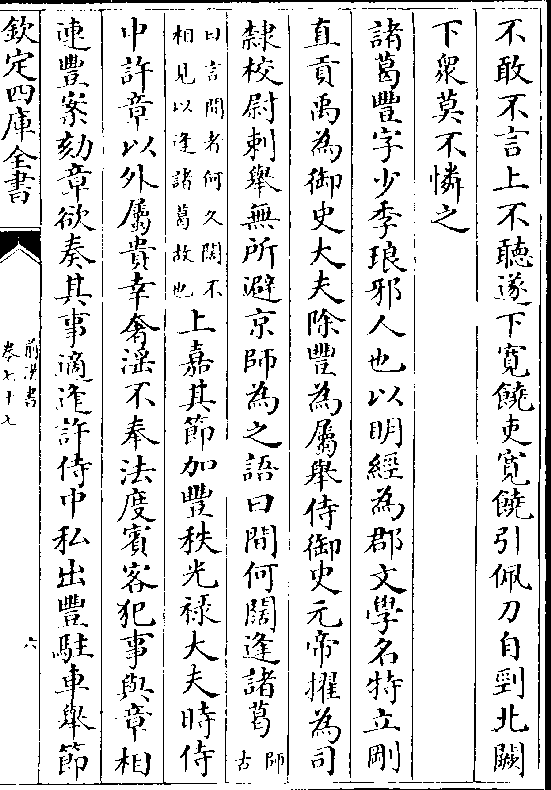 不敢不言上不聽遂下寛饒吏寛饒引佩刀自剄北闕
下衆莫不憐之
諸葛豐字少季琅邪人也以明經為郡文學名特立剛
直貢禹為御史大夫除豐為屬舉侍御史元帝擢為司
隸校尉刺舉無所避京師為之語曰間何闊逢諸葛師古
曰言間者何久闊不相見以逢諸葛故也上嘉其節加豐秩光禄大夫時侍
中許章以外屬貴幸奢滛不奉法度賓客犯事與章相
連豐案劾章欲奏其事適逢許侍中私出豐駐車舉節
欽定四庫全書
前漢書
卷七十七
六